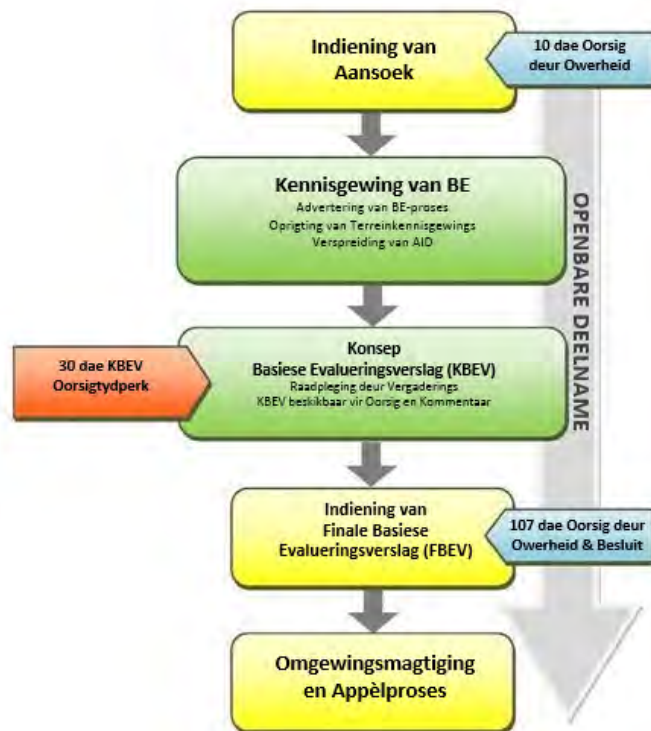 Indiening van
Aansoek
10 dae Oorsig
deur Owerheid
Kennisgewing van BE
Advertering van BE-proses
Oprigting van Terreinkennisgewings
Verspreiding van AID
OPENBARE DEELNAME
30 dae KBEV
Oorsigtydperk
Konsep
Basiese Evalueringsverslag (KBEV)
Raadpleging deur Vergaderings
KBEV beskikbaar vir Oorsig en Kommentaar
Indiening van
Finale Basiese
Evalueringsverslag (FBEV)
107 dae Oorsig deur
Owerheid & Besluit
Omgewingsmagtiging
en Appèlproses